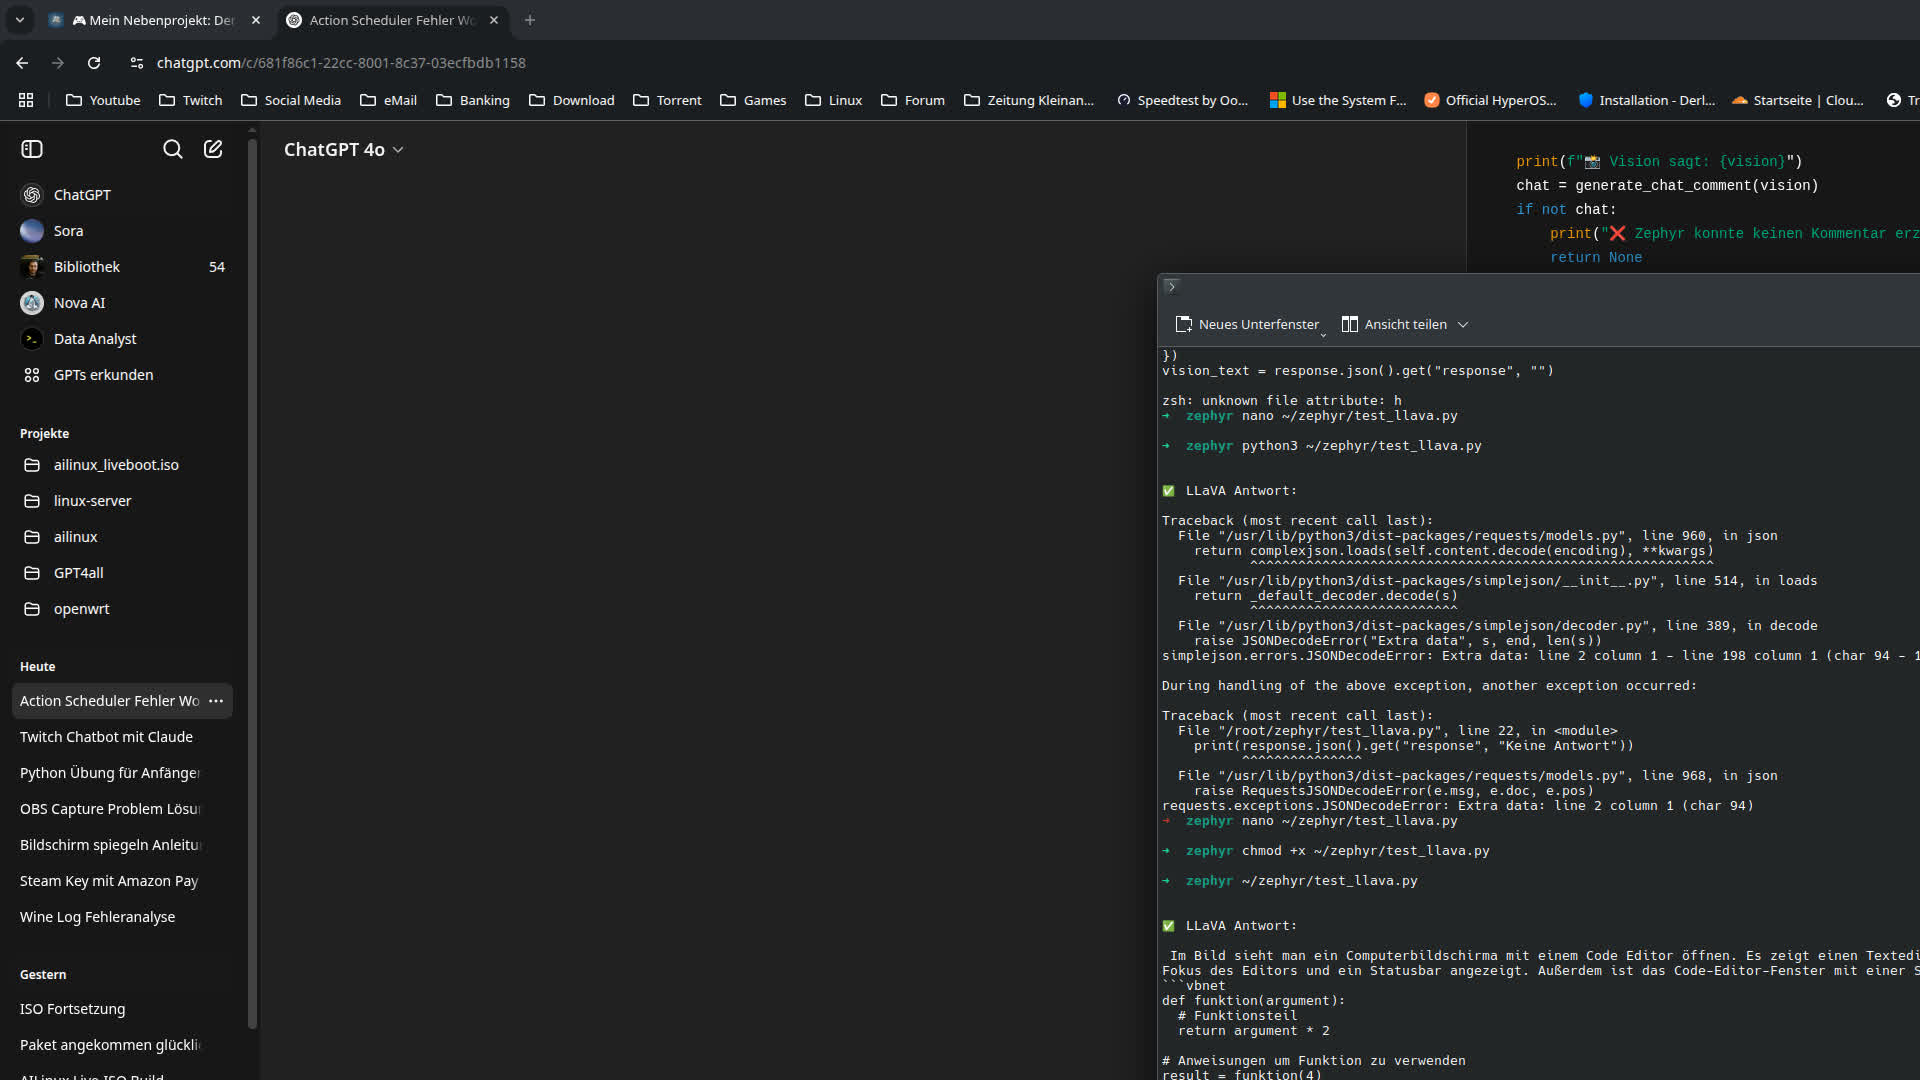 🎮 Mein Nebenprojekt: Der
Action Scheduler Fehler Wo
chatgpt.com/c/681f86c1-22cc-8001-8c37-03ecfbdb1158
Youtube Twitch Social Media eMail Banking Download Torrent Games Linux Forum Zeitung Kleinan... Speedtest by Oo... Use the System F... Official HyperOS... Installation - Derl... Startseite | Clou... Tr
ChatGPT 4o
ChatGPT
Sora
Bibliothek 54
Nova AI
Data Analyst
GPTs erkunden
Projekte
ailinux_liveboot.iso
linux-server
ailinux
GPT4all
openwrt
Heute
Action Scheduler Fehler Wo
Twitch Chatbot mit Claude
Python Übung für Anfänger
OBS Capture Problem Lösu
Bildschirm spiegeln Anleitu
Steam Key mit Amazon Pay
Wine Log Fehleranalyse
Gestern
ISO Fortsetzung
Paket angekommen glückli
AILinux Live ISO Build
print(f"📸 Vision sagt: {vision}")
chat = generate_chat_comment(vision)
if not chat:
print("❌ Zephyr konnte keinen Kommentar erz
return None
Neues Unterfenster Ansicht teilen
})
vision_text = response.json().get("response", "")
zsh: unknown file attribute: h
➜ zephyr nano ~/zephyr/test_llava.py
➜ zephyr python3 ~/zephyr/test_llava.py
✅ LLaVA Antwort:
Traceback (most recent call last):
File "/usr/lib/python3/dist-packages/requests/models.py", line 960, in json
return complexjson.loads(self.content.decode(encoding), **kwargs)
^^^^^^^^^^^^^^^^^^^^^^^^^^^^^^^^^^^^^^^^^^^^^^^^^^^^^^^^^^
File "/usr/lib/python3/dist-packages/simplejson/__init__.py", line 514, in loads
return _default_decoder.decode(s)
^^^^^^^^^^^^^^^^^^^^^^^^^^
File "/usr/lib/python3/dist-packages/simplejson/decoder.py", line 389, in decode
raise JSONDecodeError("Extra data", s, end, len(s))
simplejson.errors.JSONDecodeError: Extra data: line 2 column 1 - line 198 column 1 (char 94 - 1
During handling of the above exception, another exception occurred:
Traceback (most recent call last):
File "/root/zephyr/test_llava.py", line 22, in <module>
print(response.json().get("response", "Keine Antwort"))
^^^^^^^^^^^^^^^
File "/usr/lib/python3/dist-packages/requests/models.py", line 968, in json
raise RequestsJSONDecodeError(e.msg, e.doc, e.pos)
requests.exceptions.JSONDecodeError: Extra data: line 2 column 1 (char 94)
➜ zephyr nano ~/zephyr/test_llava.py
➜ zephyr chmod +x ~/zephyr/test_llava.py
➜ zephyr ~/zephyr/test_llava.py
✅ LLaVA Antwort:
Im Bild sieht man ein Computerbildschirma mit einem Code Editor öffnen. Es zeigt einen Textedi
Fokus des Editors und ein Statusbar angezeigt. Außerdem ist das Code-Editor-Fenster mit einer S
```vbnet
def funktion(argument):
# Funktionsteil
return argument * 2
# Anweisungen um Funktion zu verwenden
result = funktion(4)